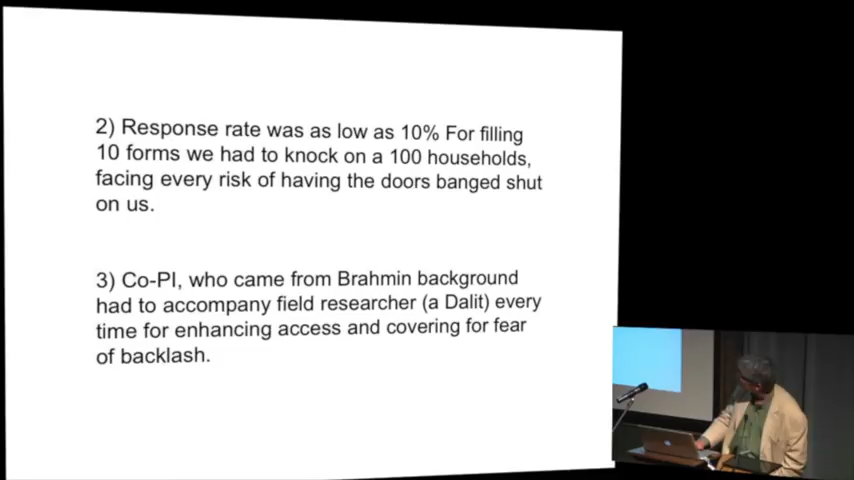 2) Response rate was as low as 10% For filling
10 forms we had to knock on a 100 households,
facing every risk of having the doors banged shut
on us.
3) Co-PI, who came from Brahmin background
had to accompany field researcher (a Dalit) every
time for enhancing access and covering for fear
of backlash.